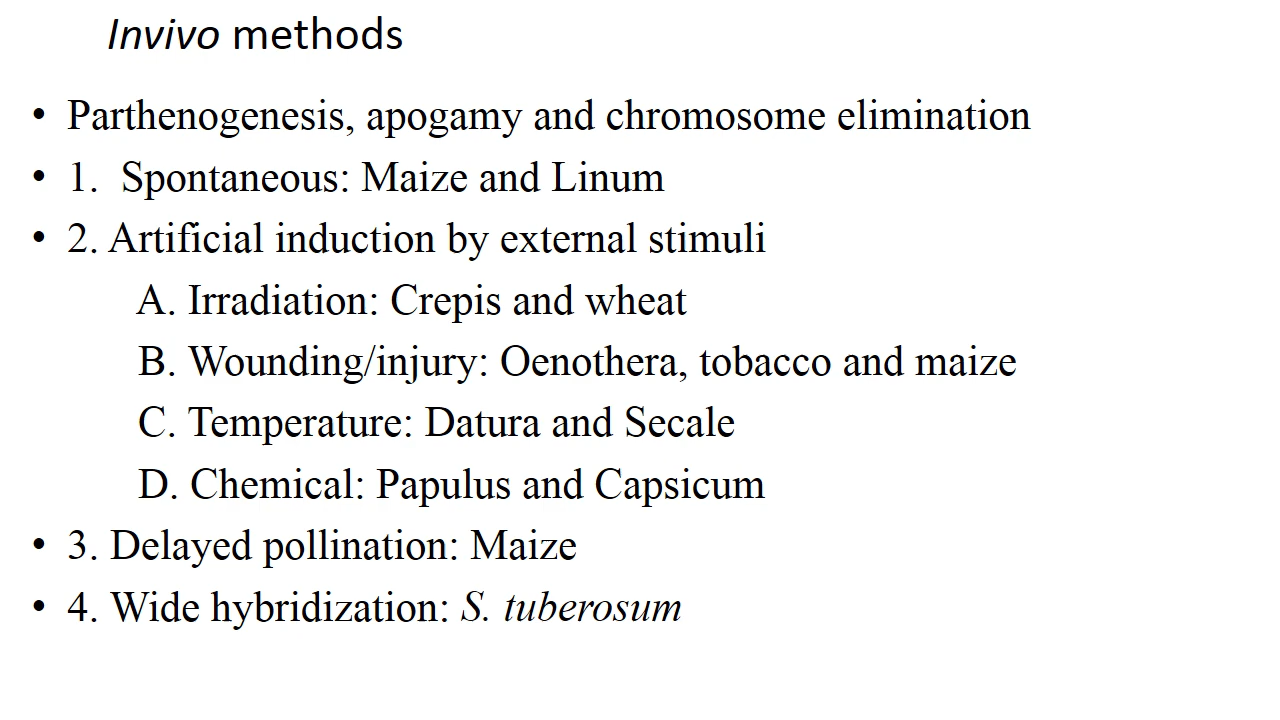 Invivo methods
• Parthenogenesis, apogamy and chromosome elimination
• 1. Spontaneous: Maize and Linum
• 2. Artificial induction by external stimuli
A. Irradiation: Crepis and wheat
B. Wounding/injury: Oenothera, tobacco and maize
C. Temperature: Datura and Secale
D. Chemical: Papulus and Capsicum
• 3. Delayed pollination: Maize
• 4. Wide hybridization: S. tuberosum